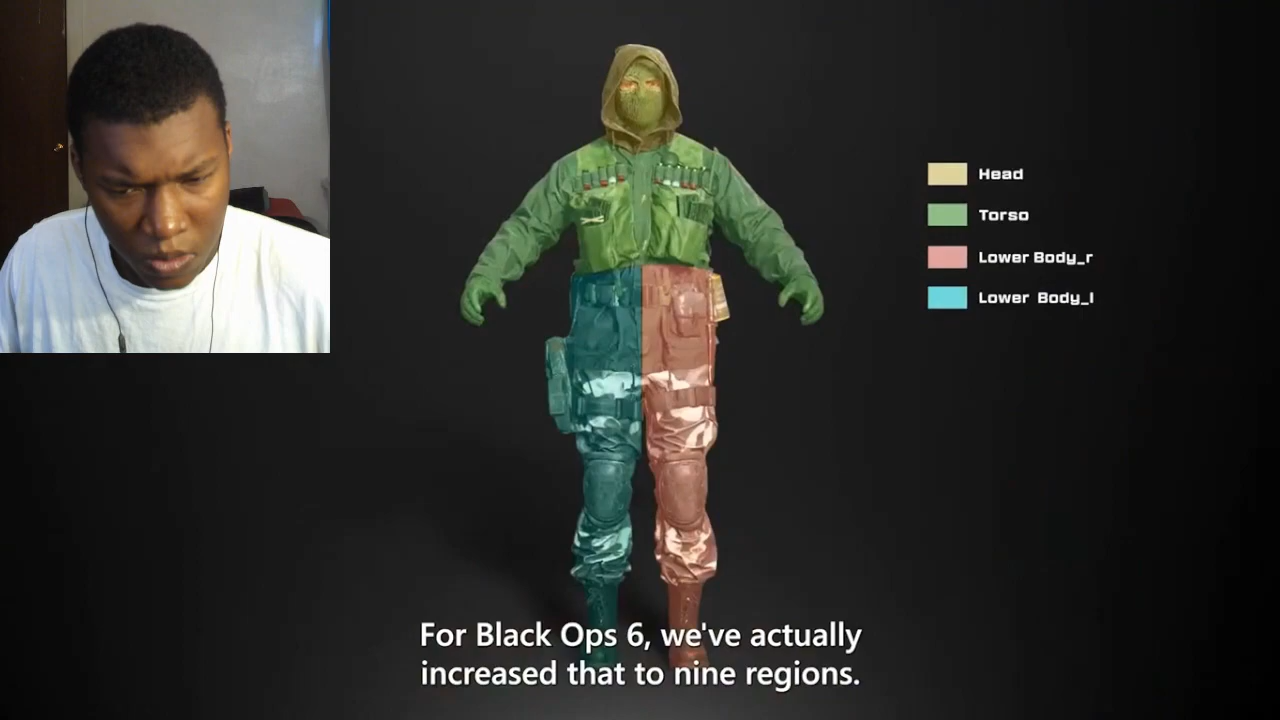 Head
Torso
Lower Body_r
Lower Body_l
For Black Ops 6, we've actually
increased that to nine regions.